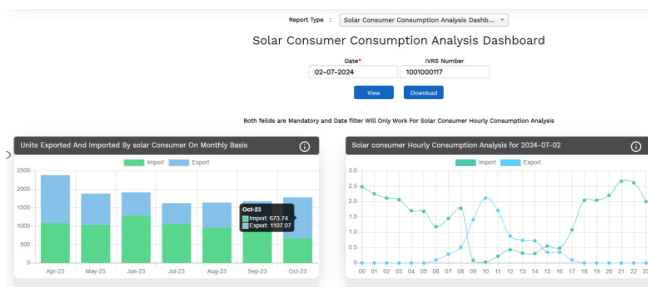 Report Type : Solar Consumer Consumption Analysis Dashb...
Solar Consumer Consumption Analysis Dashboard
Date* IVRS Number
02-07-2024 1001000117
View Download
Both feilds are Mandatory and Date filter Will Only Work For Solar Consumer Hourly Consumption Analysis
Units Exported And Imported By solar Consumer On Monthly Basis
Import Export
2500
2000
1500
1000
500
0
Oct-23
Import: 673.74
Export: 1107.07
Apr-23 May-23 Jun-23 Jul-23 Aug-23 Sep-23 Oct-23
Solar consumer Hourly Consumption Analysis for 2024-07-02
Import Export
3.0
2.5
2.0
1.5
1.0
0.5
0
00 01 02 03 04 05 06 07 08 09 10 11 12 13 14 15 16 17 18 19 20 21 22 23